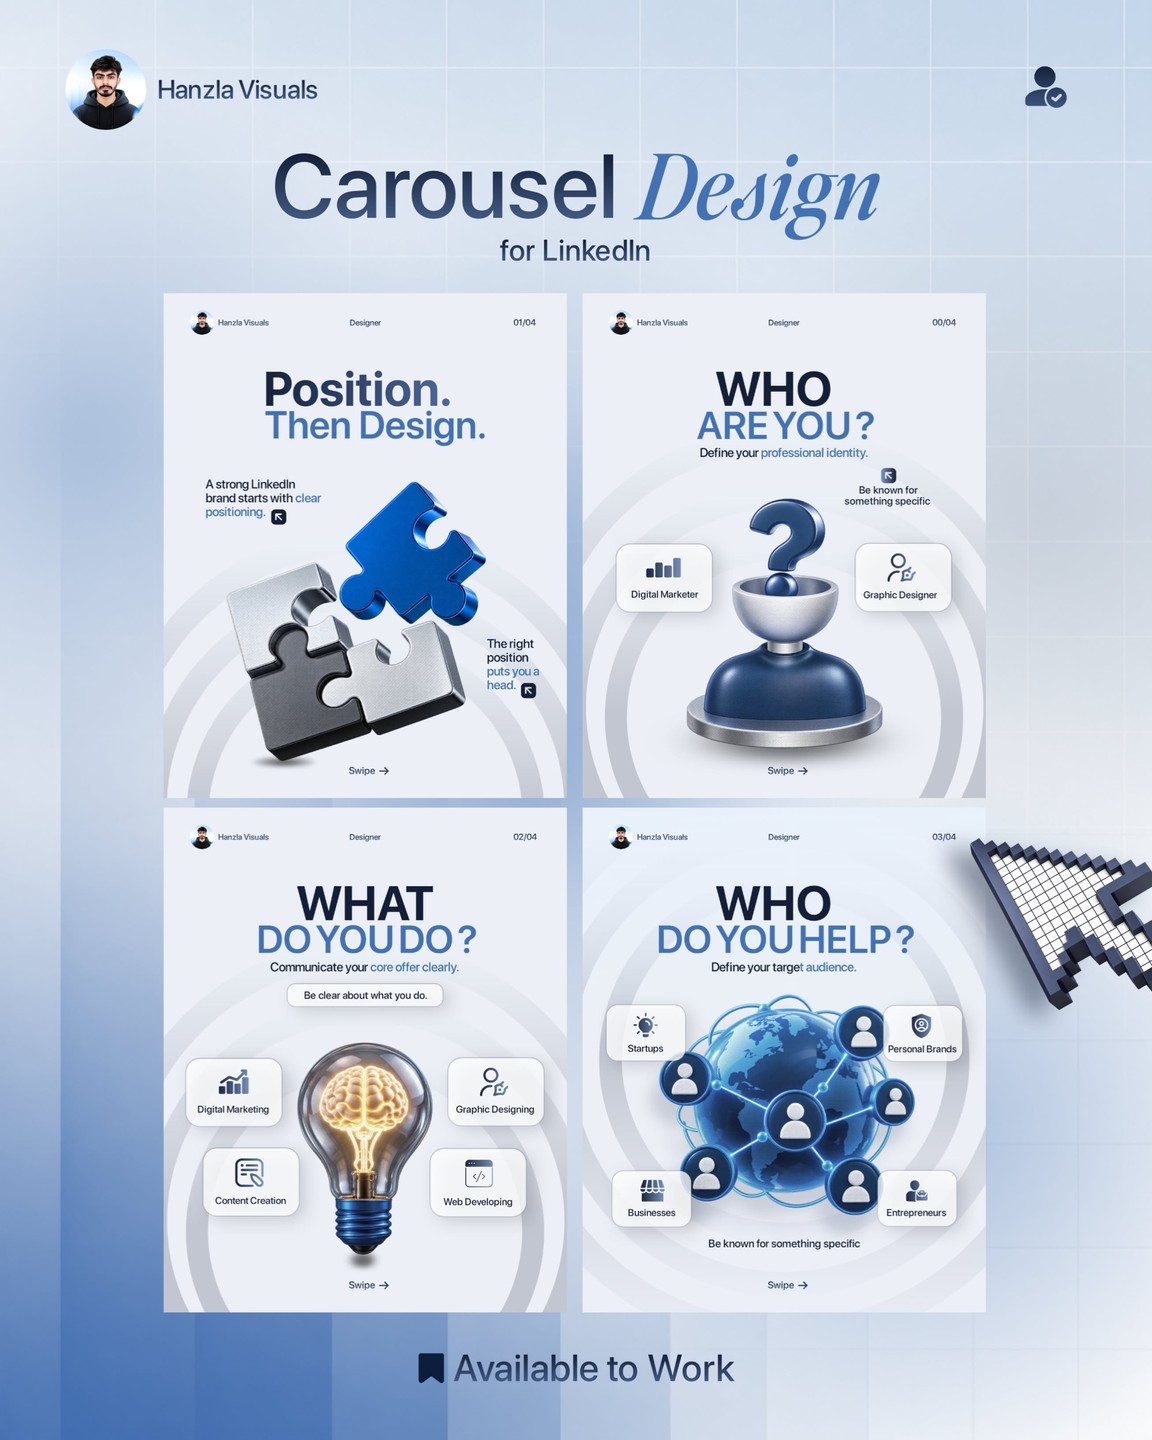 Hanzla Visuals
Carousel Design
for LinkedIn
Hanzla Visuals
Designer
01/04
Position.
Then Design.
A strong LinkedIn
brand starts with clear
positioning.
The right
position
puts you a
head.
Swipe →
Hanzla Visuals
Designer
00/04
WHO
ARE YOU?
Define your professional identity.
Be known for
something specific
Digital Marketer
Graphic Designer
Swipe →
Hanzla Visuals
Designer
02/04
WHAT
DO YOU DO?
Communicate your core offer clearly.
Be clear about what you do.
Digital Marketing
Graphic Designing
Content Creation
Web Developing
Swipe →
Hanzla Visuals
Designer
03/04
WHO
DO YOU HELP?
Define your target audience.
Startups
Personal Brands
Businesses
Entrepreneurs
Be known for something specific
Swipe →
Available to Work